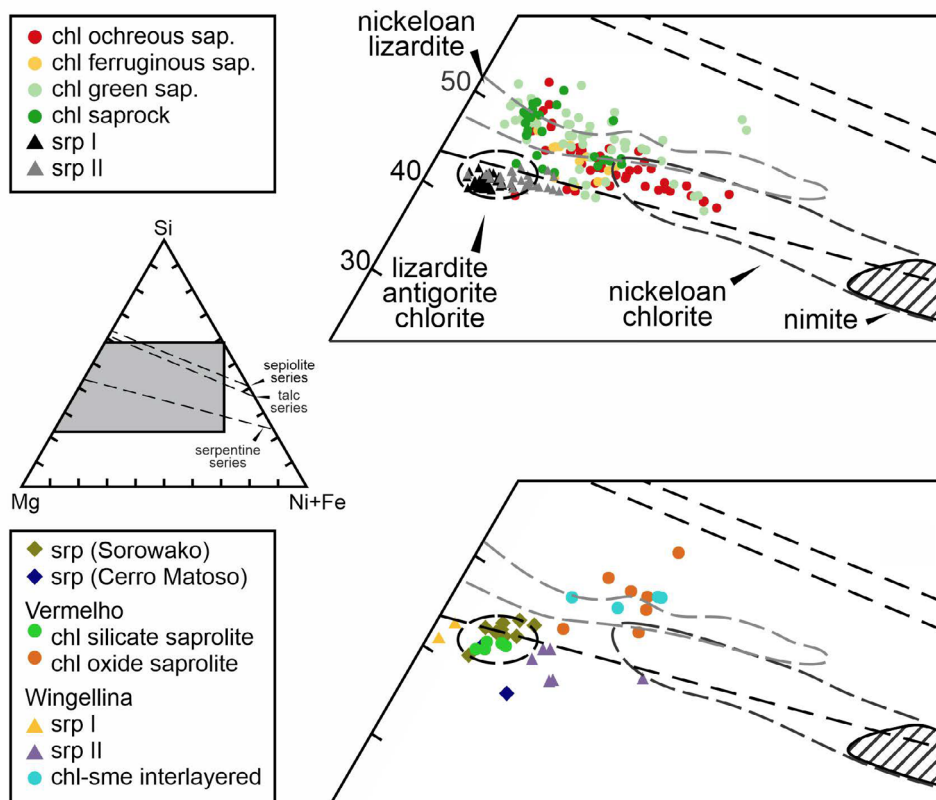 chl ochreous sap.
chl ferruginous sap.
chl green sap.
chl saprock
srp I
srp II
nickeloan
lizardite
50
40
30
lizardite
antigorite
chlorite
nickeloan
chlorite
nimite
Si
sepiolite
series
talc
series
serpentine
series
Mg
Ni+Fe
srp (Sorowako)
srp (Cerro Matoso)
Vermelho
chl silicate saprolite
chl oxide saprolite
Wingellina
srp I
srp II
chl-sme interlayered